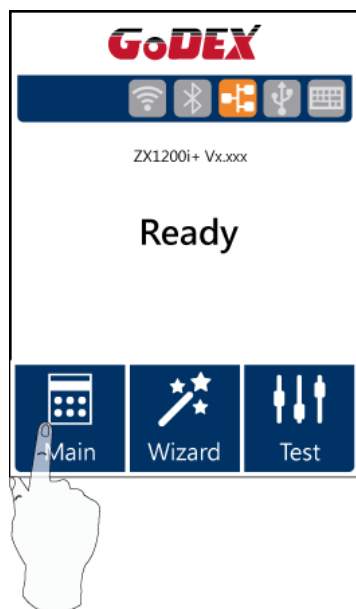 GoDEX
ZX1200i+ Vx.xxx
Ready
Main
Wizard
Test